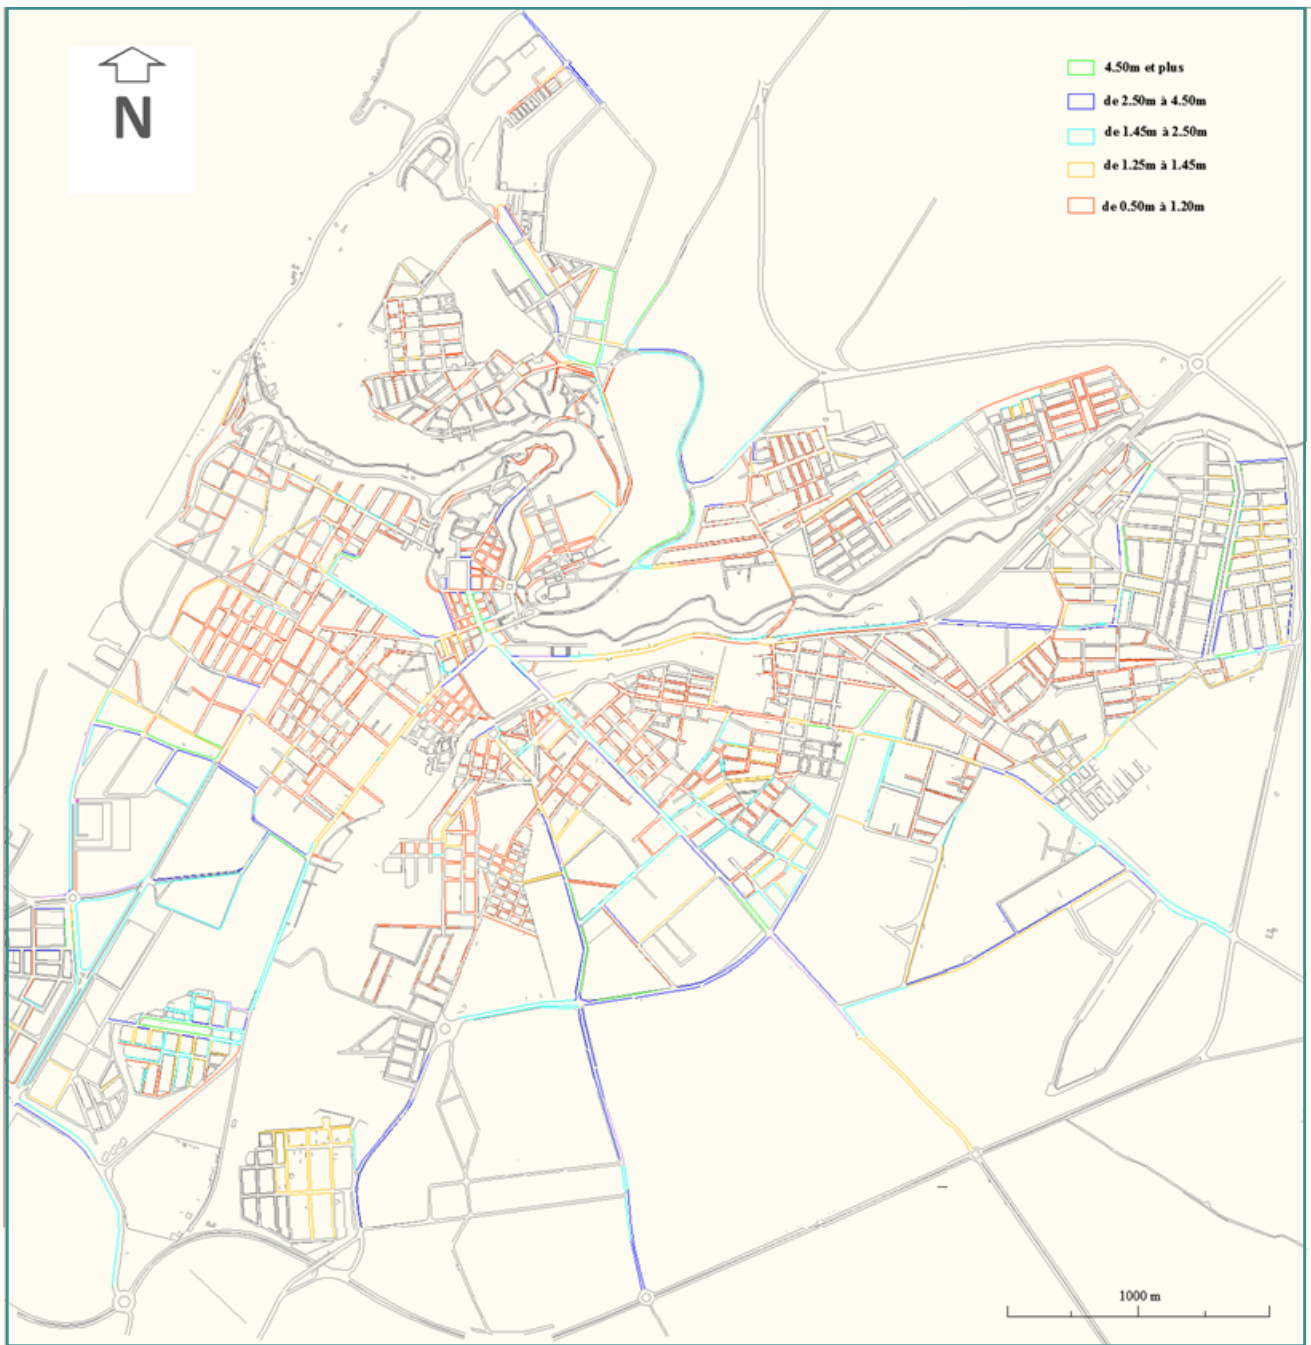 N
4.50m et plus
de 2.50m à 4.50m
de 1.45m à 2.50m
de 1.25m à 1.45m
de 0.50m à 1.20m
1000 m